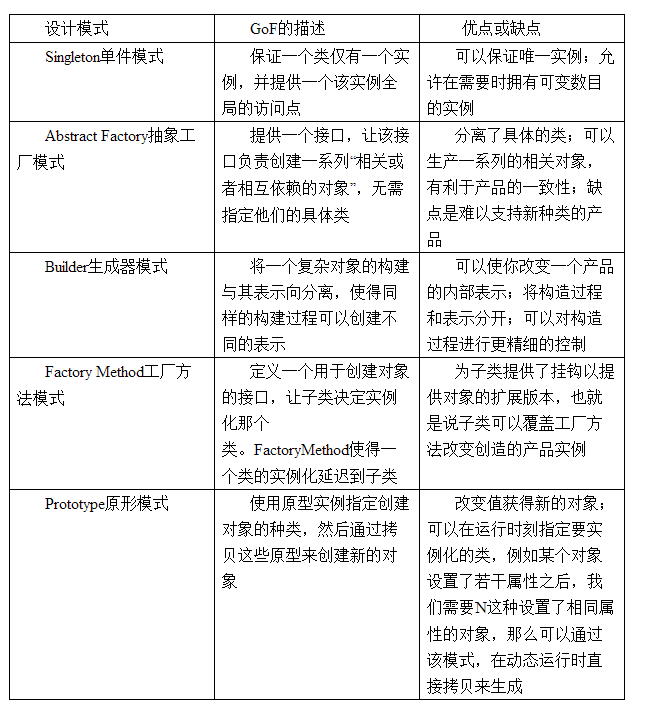 设计模式
GoF的描述
优点或缺点
Singleton单件模式
保证一个类仅有一个实
例，并提供一个该实例全
局的访问点
可以保证唯一实例；允
许在需要时拥有可变数目
的实例
Abstract Factory抽象工
厂模式
提供一个接口，让该接
口负责创建一系列“相关或
者相互依赖的对象”，无需
指定他们的具体类
分离了具体的类；可以
生产一系列的相关对象，
有利于产品的一致性；缺
点是难以支持新种类的产
品
Builder生成器模式
将一个复杂对象的构建
与其表示向分离，使得同
样的构建过程可以创建不
同的表示
可以使你改变一个产品
的内部表示；将构造过程
和表示分开；可以对构造
过程进行更精细的控制
Factory Method工厂方
法模式
定义一个用于创建对象
的接口，让子类决定实例
化那个
类。FactoryMethod使得一
个类的实例化延迟到子类
为子类提供了挂钩以提
供对象的扩展版本，也就
是说子类可以覆盖工厂方
法改变创造的产品实例
Prototype原形模式
使用原型实例指定创建
对象的种类，然后通过拷
贝这些原型来创建新的对
象
改变值获得新的对象；
可以在运行时刻指定要实
例化的类，例如某个对象
设置了若干属性之后，我
们需要N这种设置了相同属
性的对象，那么可以通过
该模式，在动态运行时直
接拷贝来生成